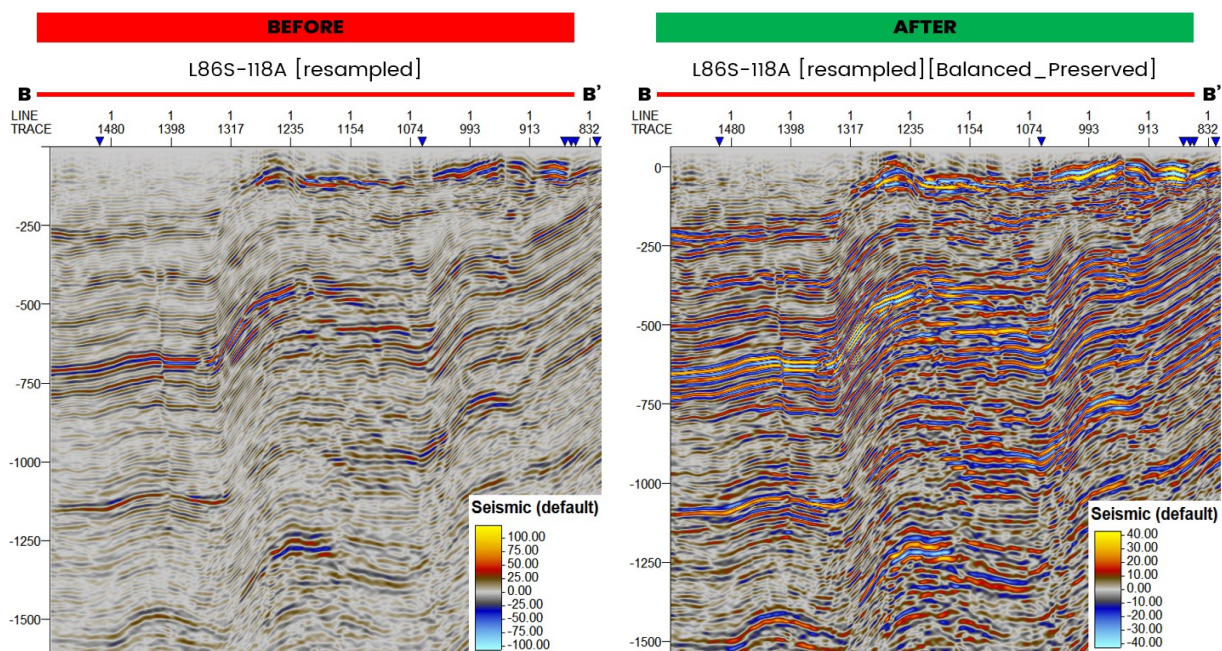 BEFORE
L86S-118A [resampled]
B B'
LINE 1 1 1 1 1 1 1 1 1
TRACE 1480 1398 1317 1235 1154 1074 993 913 832
-250
-500
-750
-1000
-1250
-1500
Seismic (default)
100.00
75.00
50.00
25.00
0.00
-25.00
-50.00
-75.00
-100.00
AFTER
L86S-118A [resampled][Balanced_Preserved]
B B'
LINE 1 1 1 1 1 1 1 1 1
TRACE 1480 1398 1317 1235 1154 1074 993 913 832
0
-250
-500
-750
-1000
-1250
-1500
Seismic (default)
40.00
30.00
20.00
10.00
0.00
-10.00
-20.00
-30.00
-40.00